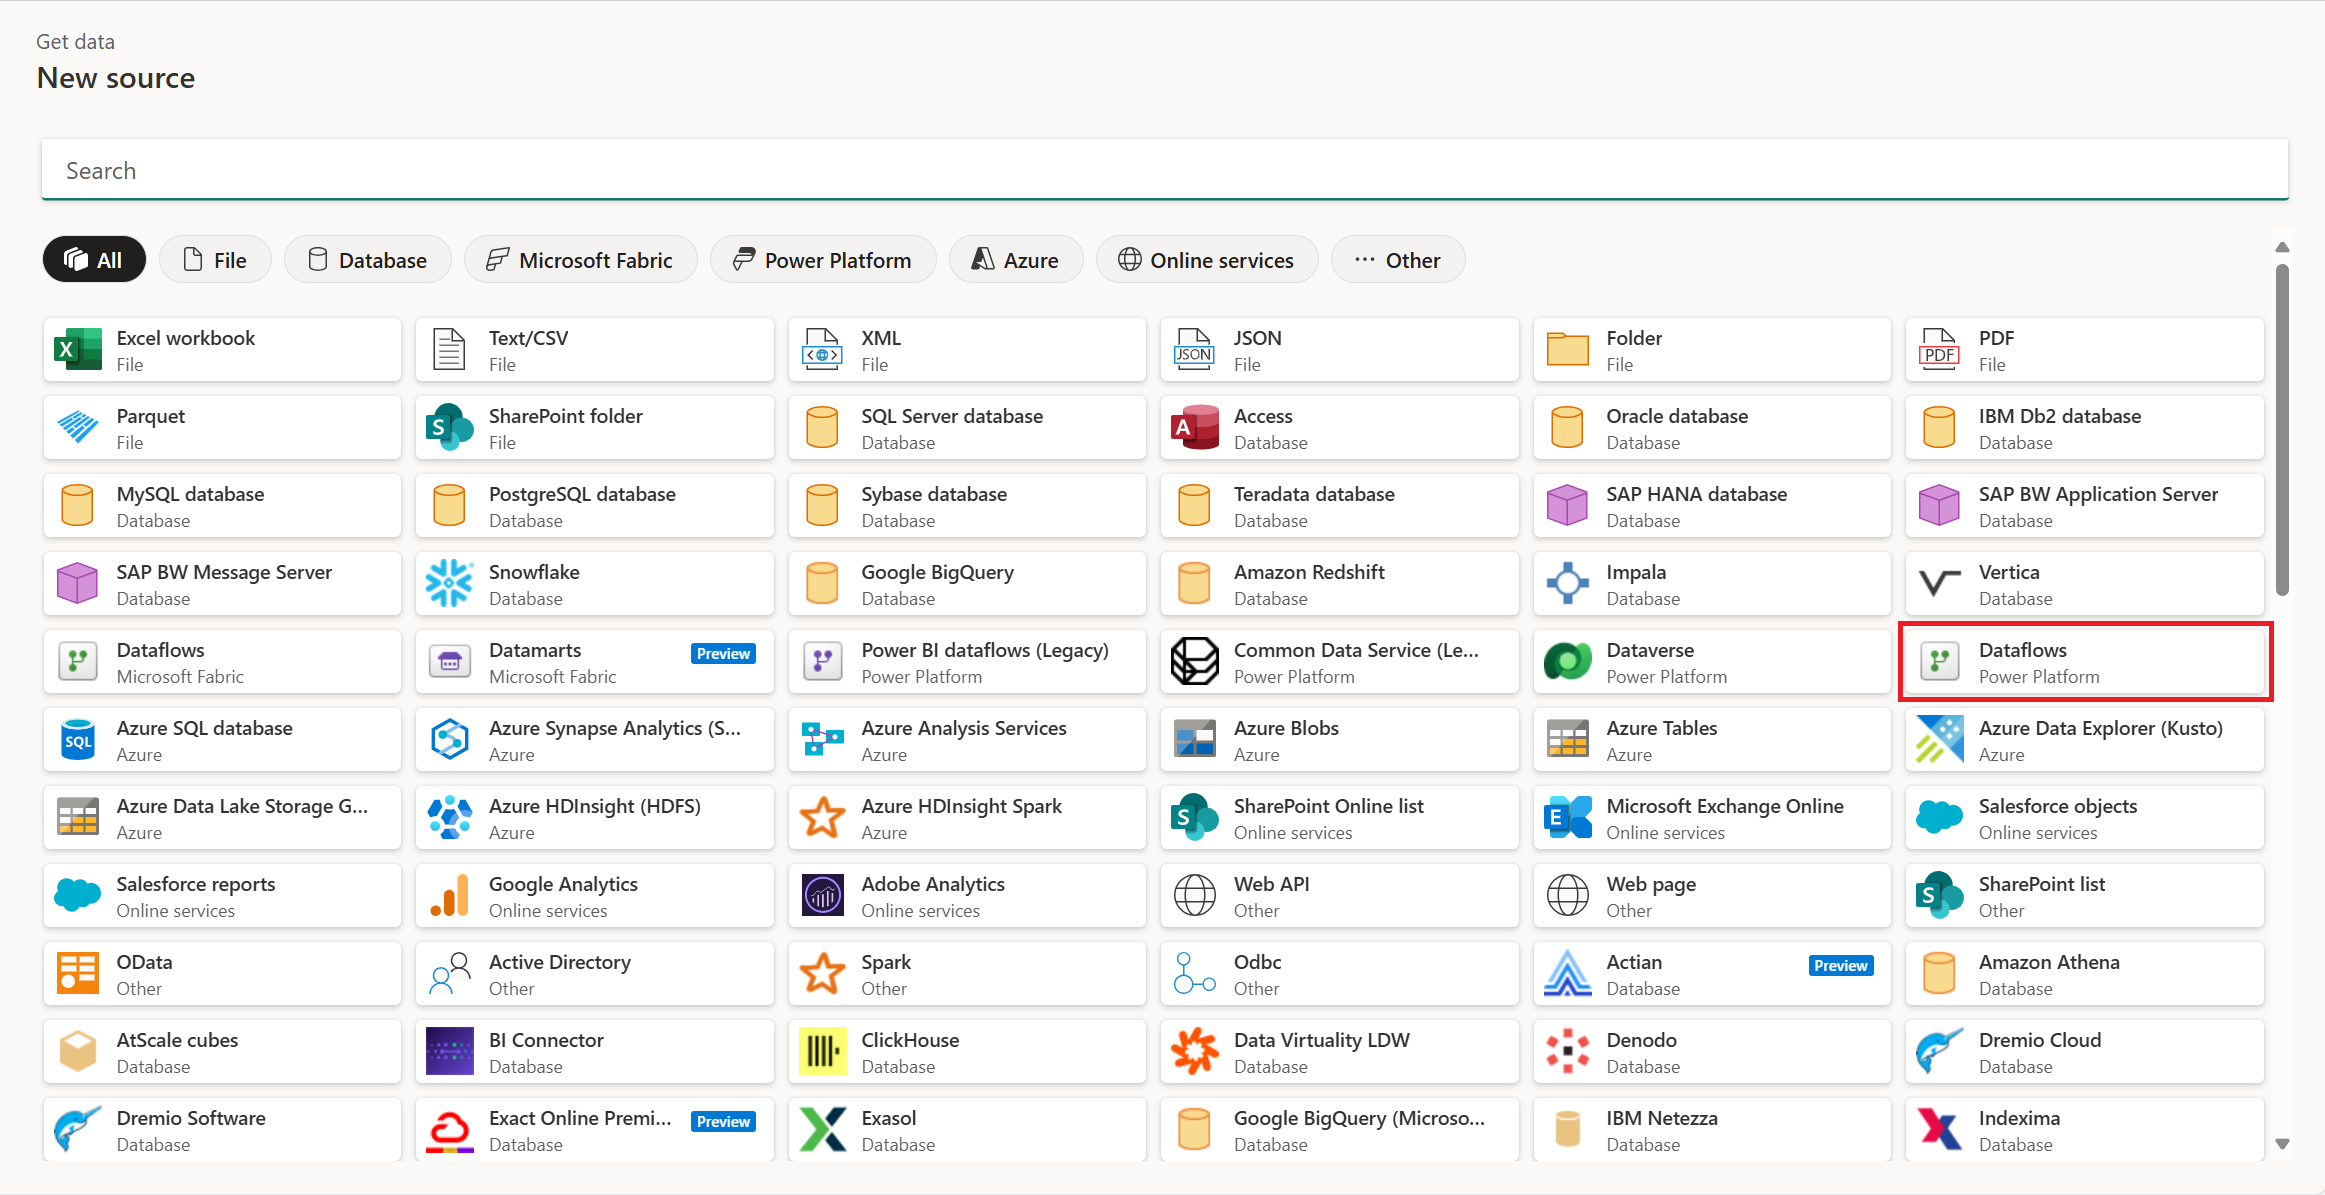 Get data
New source
Search
All
File
Database
Microsoft Fabric
Power Platform
Azure
Online services
Other
Excel workbook
File
Text/CSV
File
XML
File
JSON
JSON
File
Folder
File
PDF
PDF
File
Parquet
File
SharePoint folder
File
SQL Server database
Database
Access
Database
Oracle database
Database
IBM Db2 database
Database
MySQL database
Database
PostgreSQL database
Database
Sybase database
Database
Teradata database
Database
SAP HANA database
Database
SAP BW Application Server
Database
SAP BW Message Server
Database
Snowflake
Database
Google BigQuery
Database
Amazon Redshift
Database
Impala
Database
Vertica
Database
Dataflows
Microsoft Fabric
Datamarts
Preview
Microsoft Fabric
Power BI dataflows (Legacy)
Power Platform
Common Data Service (Le...
Power Platform
Dataverse
Power Platform
Dataflows
Power Platform
SQL
Azure SQL database
Azure
Azure Synapse Analytics (S...
Azure
Azure Analysis Services
Azure
Azure Blobs
Azure
Azure Tables
Azure
Azure Data Explorer (Kusto)
Azure
Azure Data Lake Storage G...
Azure
Azure HDInsight (HDFS)
Azure
Azure HDInsight Spark
Azure
SharePoint Online list
Online services
Microsoft Exchange Online
Online services
Salesforce objects
Online services
Salesforce reports
Online services
Google Analytics
Online services
Adobe Analytics
Online services
Web API
Other
Web page
Other
SharePoint list
Other
OData
Other
Active Directory
Other
Spark
Other
Odbc
Other
Actian
Preview
Database
Amazon Athena
Database
AtScale cubes
Database
BI Connector
Database
ClickHouse
Database
Data Virtuality LDW
Database
Denodo
Database
Dremio Cloud
Database
Dremio Software
Database
Exact Online Premi...
Preview
Database
Exasol
Database
Google BigQuery (Microso...
Database
IBM Netezza
Database
Indexima
Database